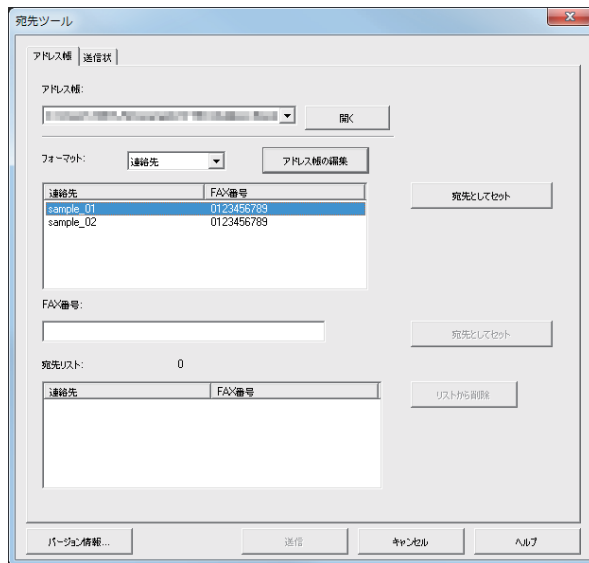 宛先ツール
アドレス帳 送信状
アドレス帳:
開く
フォーマット: 連絡先 アドレス帳の編集
連絡先 FAX番号
sample_01 0123456789
sample_02 0123456789
宛先としてセット
FAX番号:
宛先としてセット
宛先リスト: 0
連絡先 FAX番号
リストから削除
バージョン情報... 送信 キャンセル ヘルプ